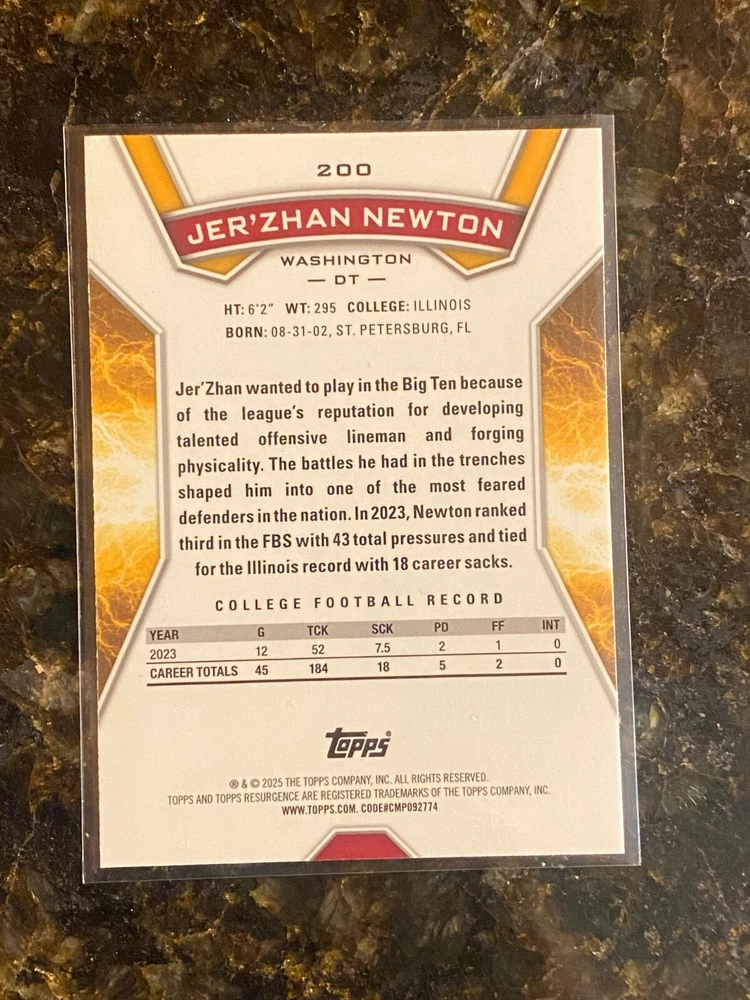 200
JER'ZHAN NEWTON
WASHINGTON
— DT —
HT: 6'2" WT: 295 COLLEGE: ILLINOIS
BORN: 08-31-02, ST. PETERSBURG, FL
Jer'Zhan wanted to play in the Big Ten because
of the league's reputation for developing
talented offensive lineman and forging
physicality. The battles he had in the trenches
shaped him into one of the most feared
defenders in the nation. In 2023, Newton ranked
third in the FBS with 43 total pressures and tied
for the Illinois record with 18 career sacks.
COLLEGE FOOTBALL RECORD
YEAR G TCK SCK PD FF INT
2023 12 52 7.5 2 1 0
CAREER TOTALS 45 184 18 5 2 0
Topps®
® & © 2025 THE TOPPS COMPANY, INC. ALL RIGHTS RESERVED.
TOPPS AND TOPPS RESURGENCE ARE REGISTERED TRADEMARKS OF THE TOPPS COMPANY, INC.
WWW.TOPPS.COM. CODE#CMP092774